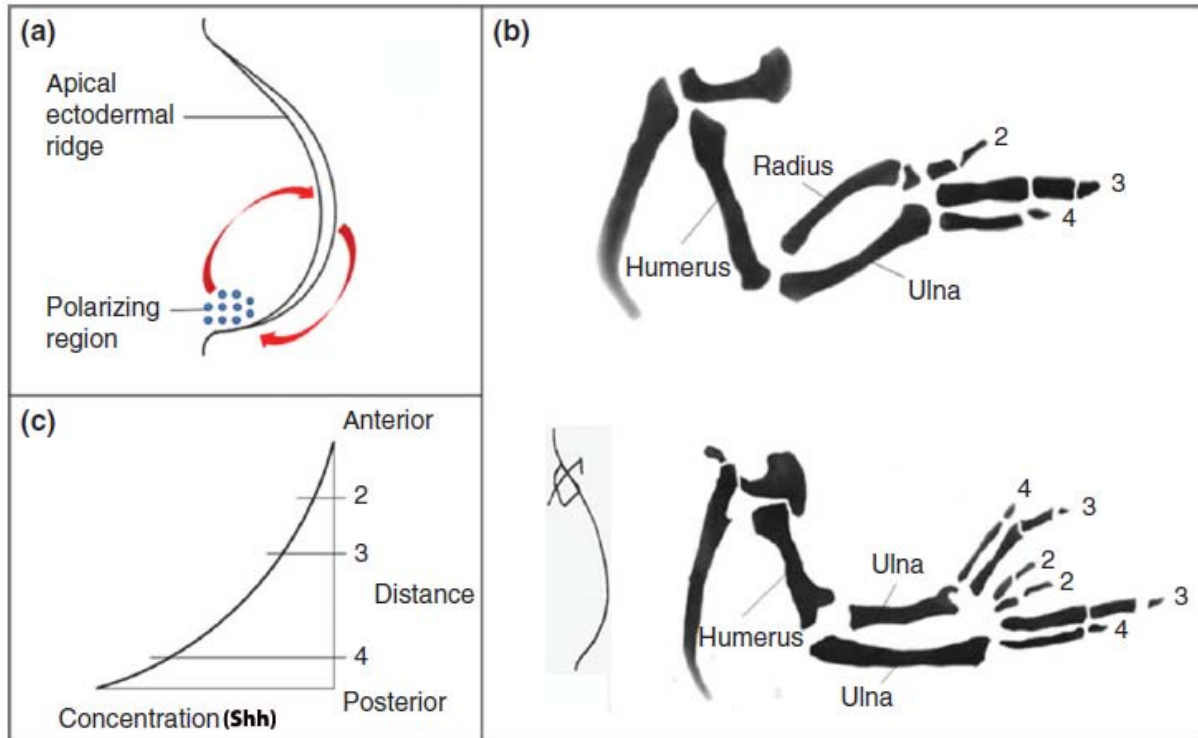 (a)
Apical
ectodermal
ridge
Polarizing
region
(b)
2
Radius
3
4
Humerus
Ulna
(c)
Anterior
2
3
Distance
4
Posterior
Concentration (Shh)
4
3
Ulna
2
2
3
Humerus
4
Ulna